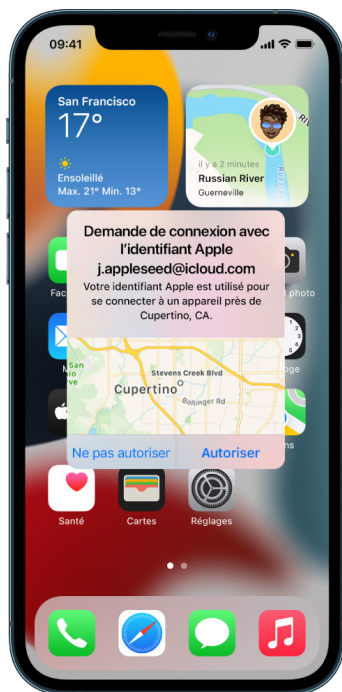 09:41
San Francisco
17°
Ensoleillé
Max. 21° Min. 13°
il y a 2 minutes
Russian River
Guerneville
Demande de connexion avec
l'identifiant Apple
j.appleseed@icloud.com
Votre identifiant Apple est utilisé pour
se connecter à un appareil près de
Cupertino, CA.
Stevens Creek Blvd
Cupertino
Bollinger Rd
Ne pas autoriser
Autoriser
Santé
Cartes
Réglages